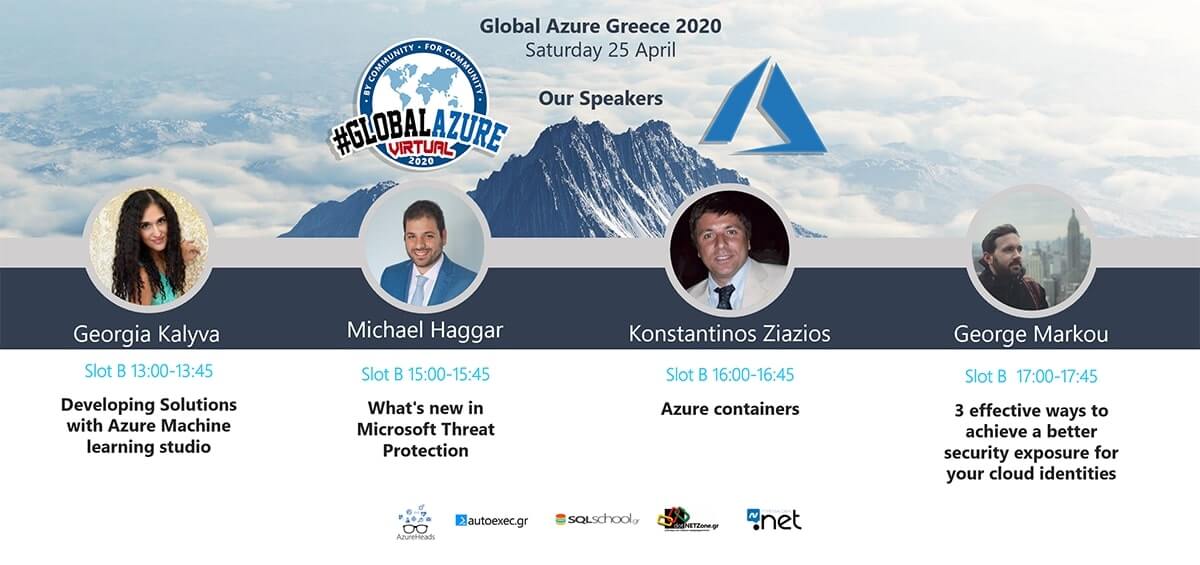 Global Azure Greece 2020
Saturday 25 April
BY COMMUNITY · FOR COMMUNITY
#GLOBALAZURE
VIRTUAL
2020
Our Speakers
Georgia Kalyva
Slot B 13:00-13:45
Developing Solutions
with Azure Machine
learning studio
Michael Haggar
Slot B 15:00-15:45
What's new in
Microsoft Threat
Protection
Konstantinos Ziazios
Slot B 16:00-16:45
Azure containers
George Markou
Slot B 17:00-17:45
3 effective ways to
achieve a better
security exposure for
your cloud identities
AzureHeads
autoexec.gr
SQLschool.gr
NETZone.gr
.net